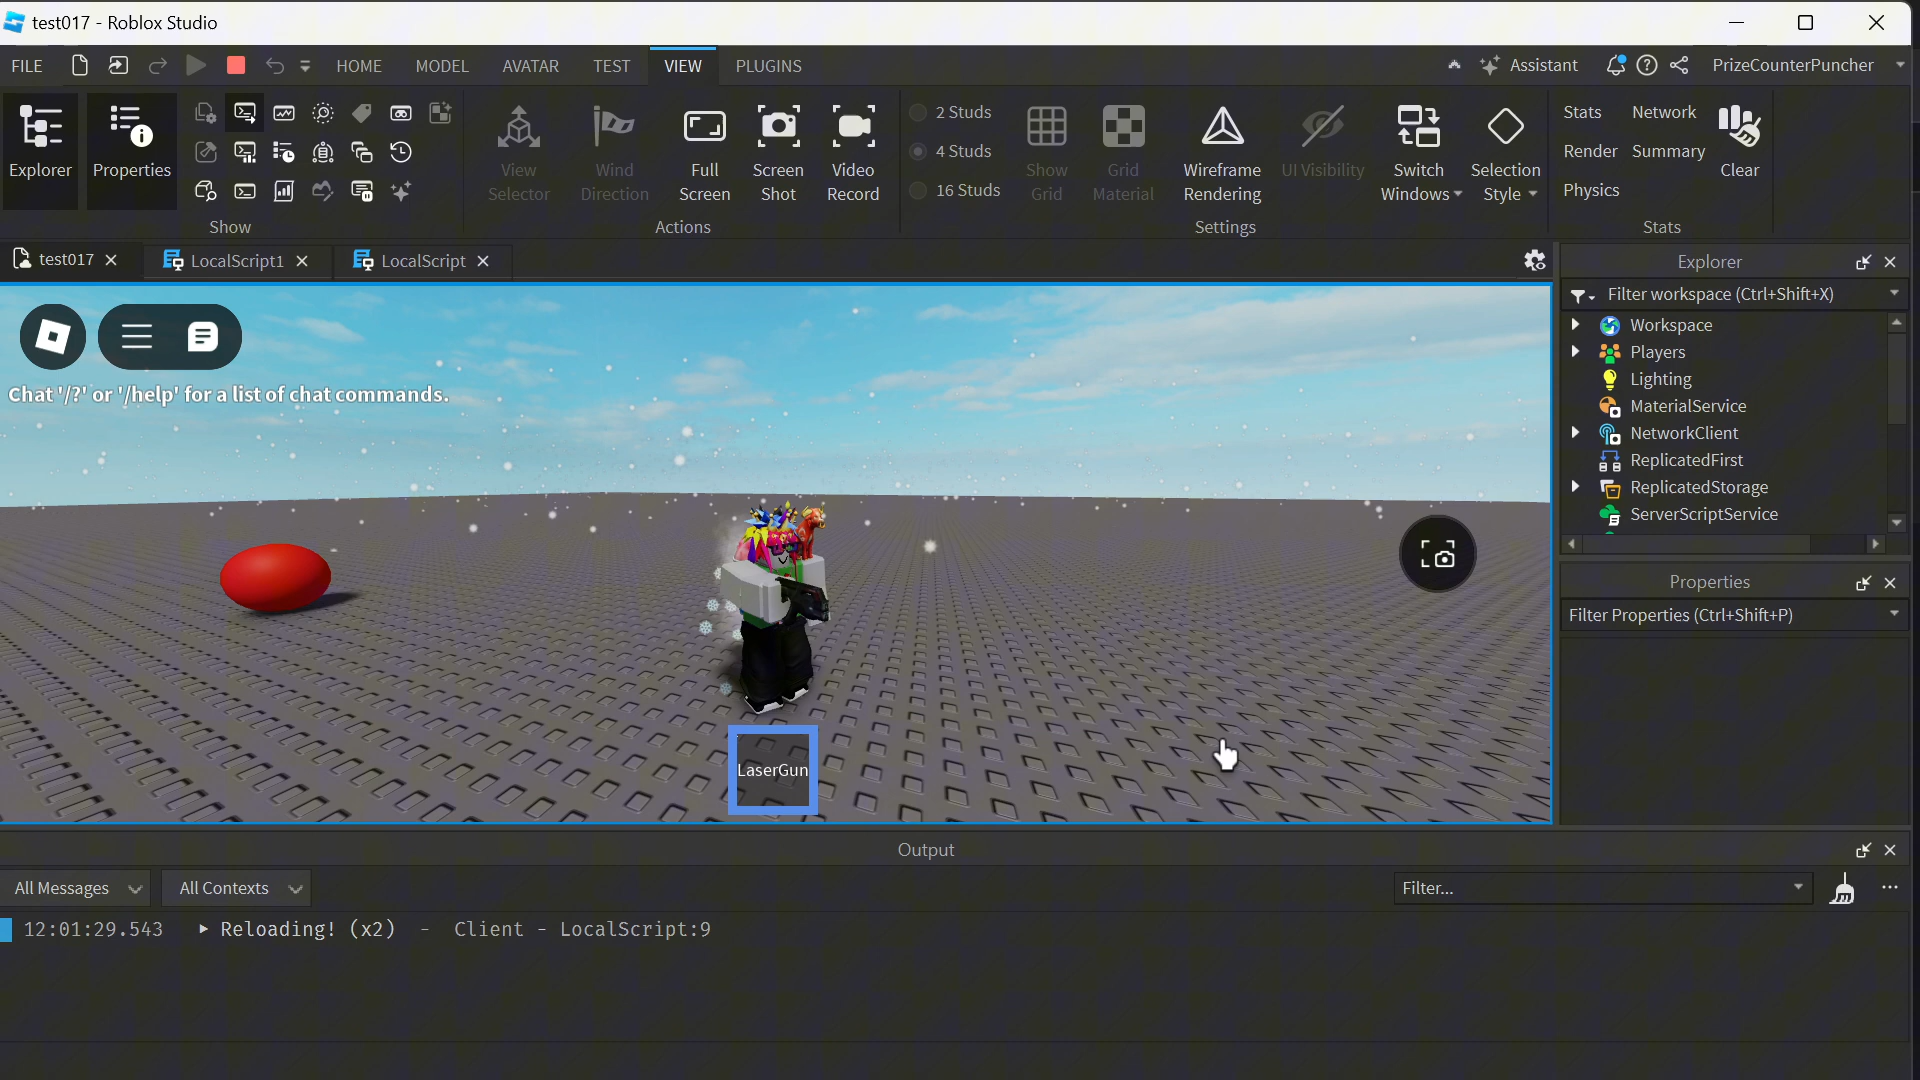 test017 - Roblox Studio
FILE
HOME
MODEL
AVATAR
TEST
VIEW
PLUGINS
Assistant
PrizeCounterPuncher
Explorer
Properties
Show
View Selector
Wind Direction
Full Screen
Screen Shot
Video Record
Actions
2 Studs
4 Studs
16 Studs
Show Grid
Grid Material
Wireframe Rendering
UI Visibility
Switch Windows
Selection Style
Settings
Stats
Network
Render
Summary
Physics
Clear
Stats
test017
LocalScript1
LocalScript
Chat '/?' or '/help' for a list of chat commands.
LaserGun
Explorer
Filter workspace (Ctrl+Shift+X)
Workspace
Players
Lighting
MaterialService
NetworkClient
ReplicatedFirst
ReplicatedStorage
ServerScriptService
Properties
Filter Properties (Ctrl+Shift+P)
Output
All Messages
All Contexts
Filter...
12:01:29.543 Reloading! (x2) - Client - LocalScript:9